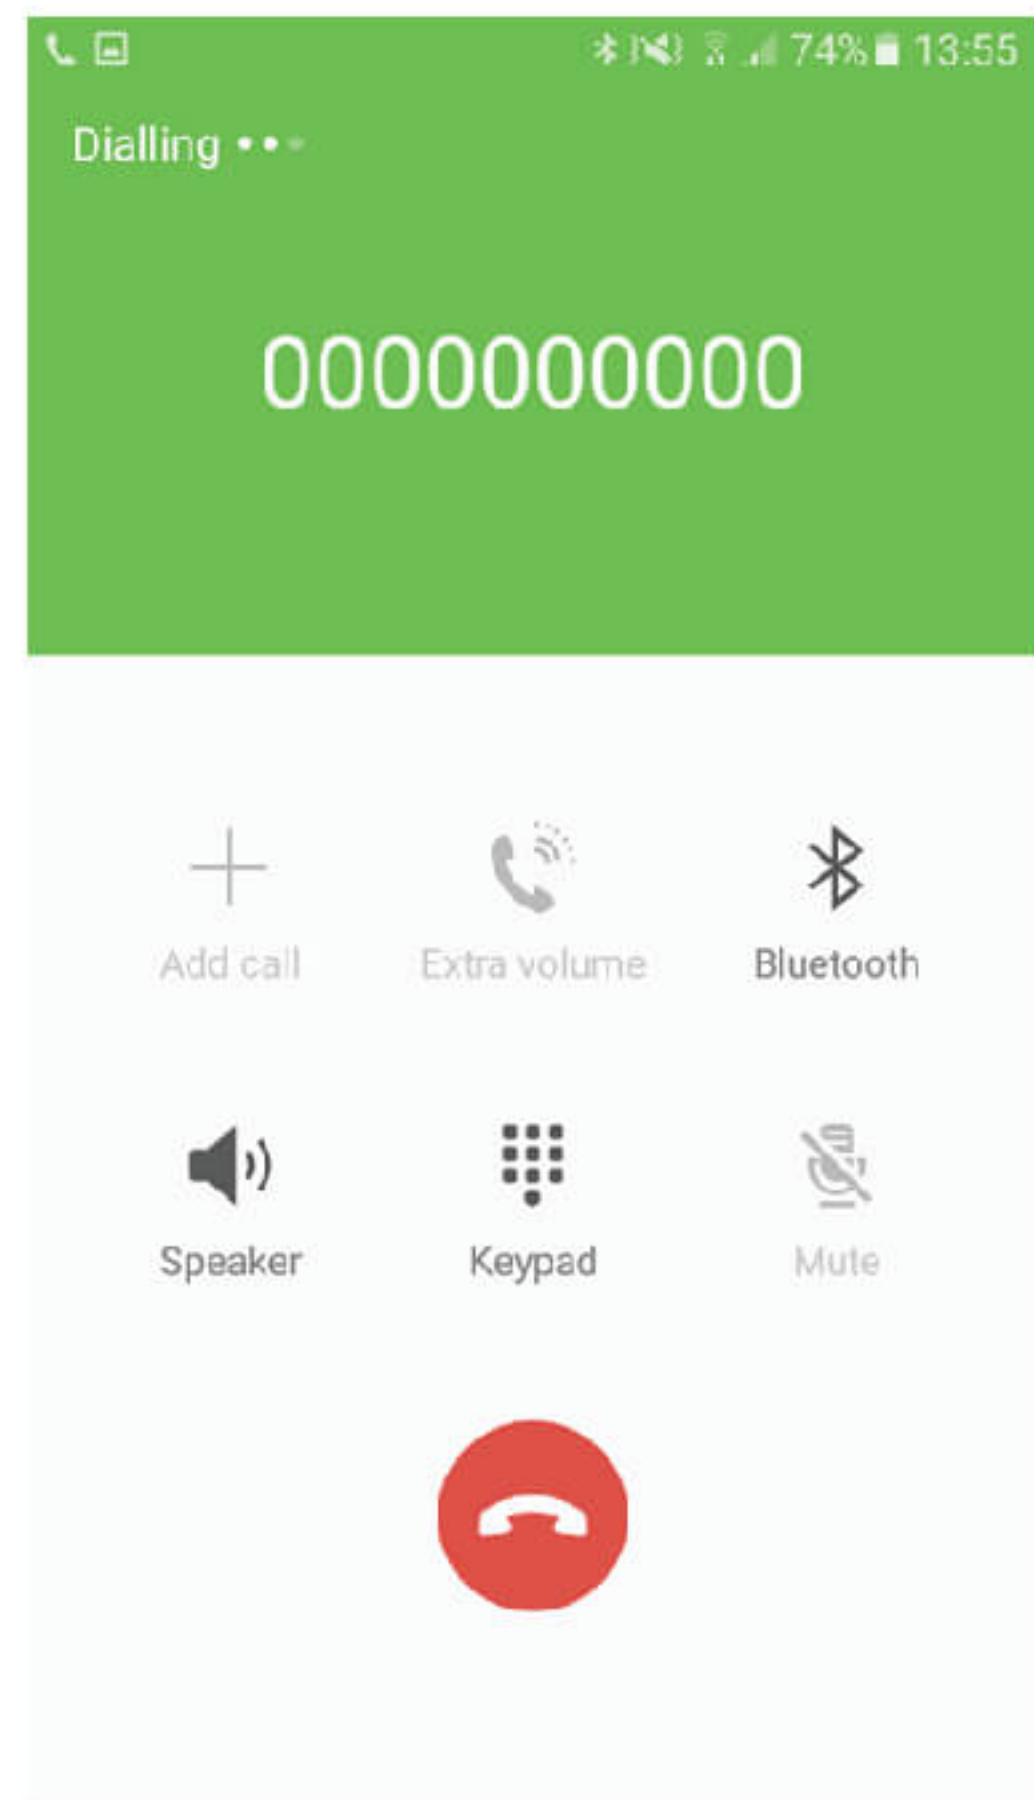 74% 13:55
Dialling
0000000000
Add call Extra volume Bluetooth
Speaker Keypad Mute